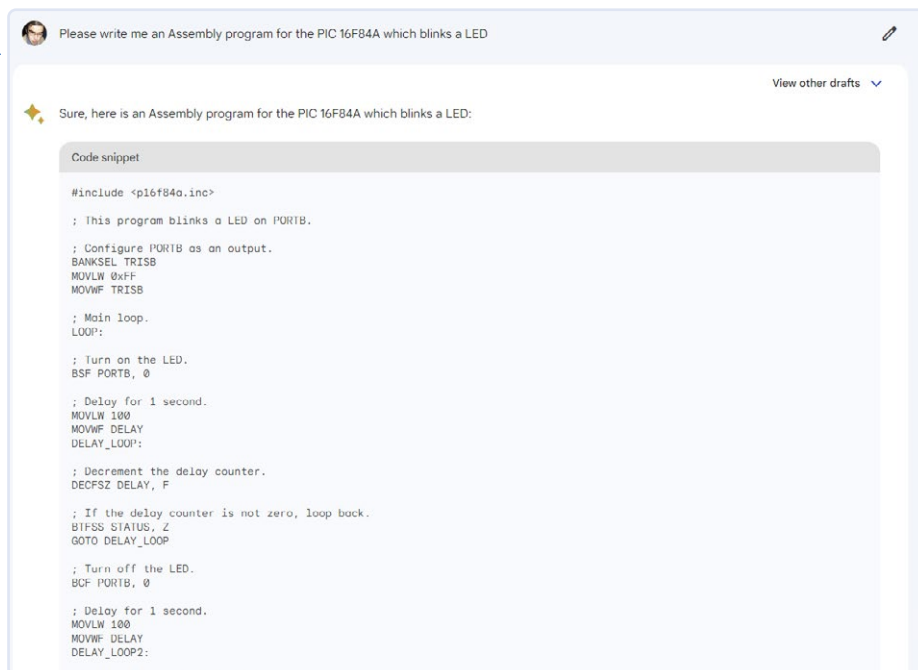 Please write me an Assembly program for the PIC 16F84A which blinks a LED
View other drafts
Sure, here is an Assembly program for the PIC 16F84A which blinks a LED:
Code snippet
#include <p16f84a.inc>
; This program blinks a LED on PORTB.
; Configure PORTB as an output.
BANKSEL TRISB
MOVLW 0xFF
MOVWF TRISB
; Main loop.
LOOP:
; Turn on the LED.
BSF PORTB, 0
; Delay for 1 second.
MOVLW 100
MOVWF DELAY
DELAY_LOOP:
; Decrement the delay counter.
DECFSZ DELAY, F
; If the delay counter is not zero, loop back.
BTFSS STATUS, Z
GOTO DELAY_LOOP
; Turn off the LED.
BCF PORTB, 0
; Delay for 1 second.
MOVLW 100
MOVWF DELAY
DELAY_LOOP2: